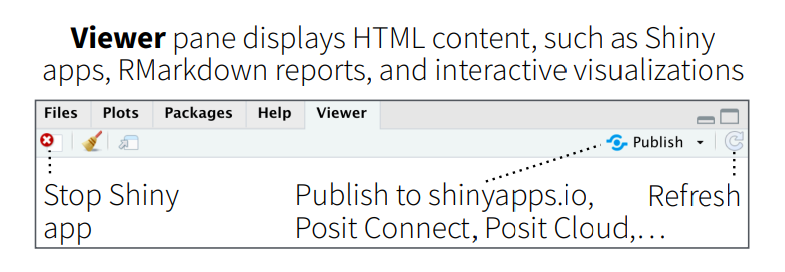 Viewer pane displays HTML content, such as Shiny
apps, RMarkdown reports, and interactive visualizations
Files Plots Packages Help Viewer
Publish
Stop Shiny
app
Publish to shinyapps.io,
Posit Connect, Posit Cloud,…
Refresh